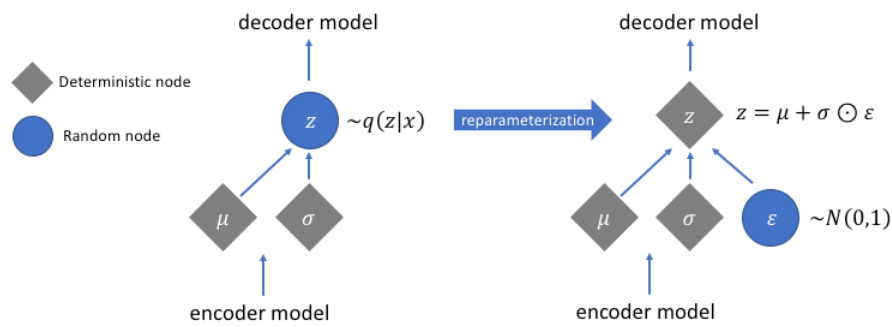 decoder model
decoder model
Deterministic node
Random node
z
~q(z|x)
reparameterization
z
z = μ + σ ⊙ ε
μ
σ
μ
σ
ε
~N(0,1)
encoder model
encoder model